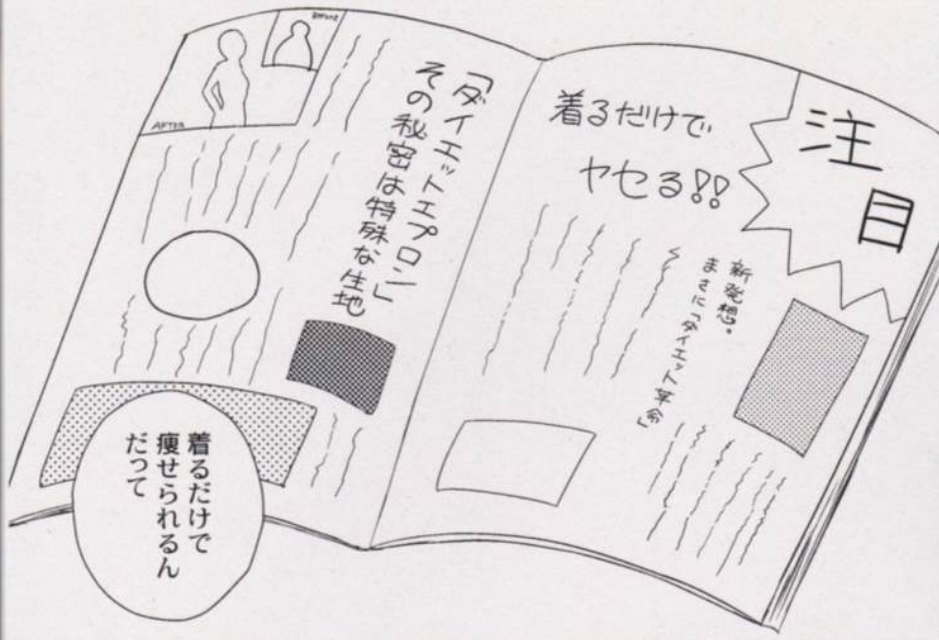 注目
着るだけで
ヤセる!!
新発想。
まさに「ダイエット革命」
「ダイエットエプロン」
その秘密は特殊な生地
BEFORE
AFTER
着るだけで
痩せられるん
だって